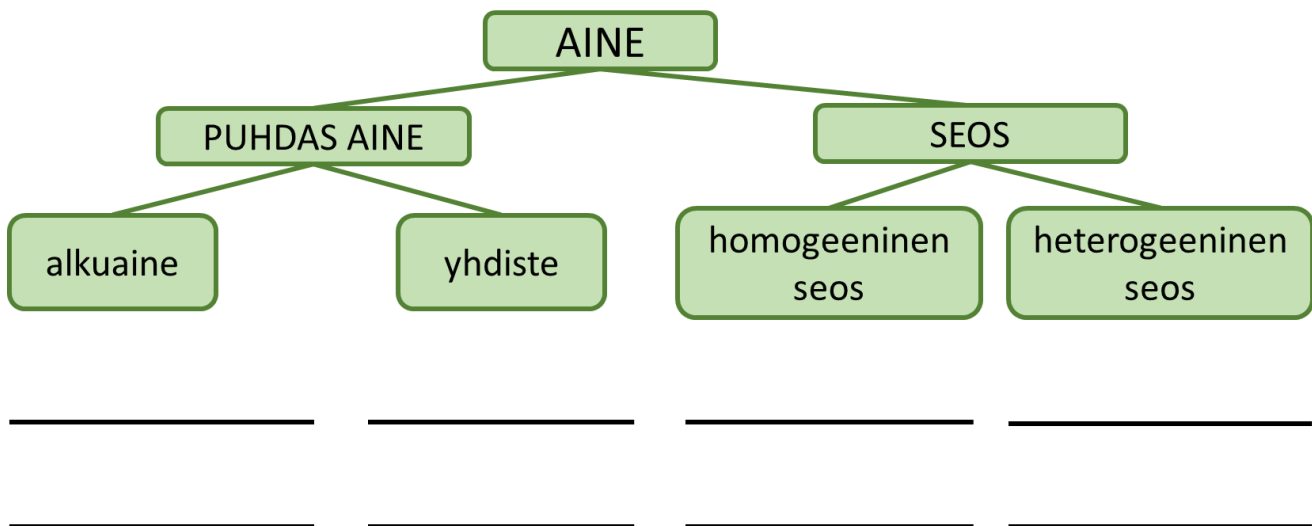 AINE
PUHDAS AINE
SEOS
alkuaine
yhdiste
homogeeninen
seos
heterogeeninen
seos